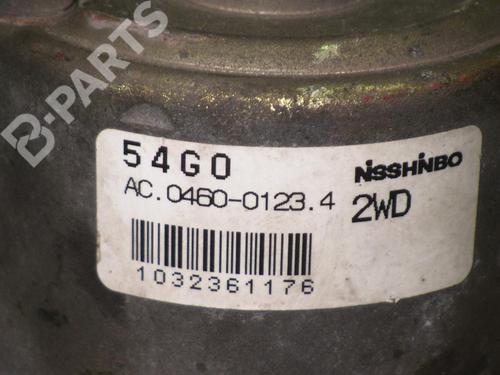 B-PARTS
54G0
NISSHINBO
AC.0460-0123.4
2WD
1032361176